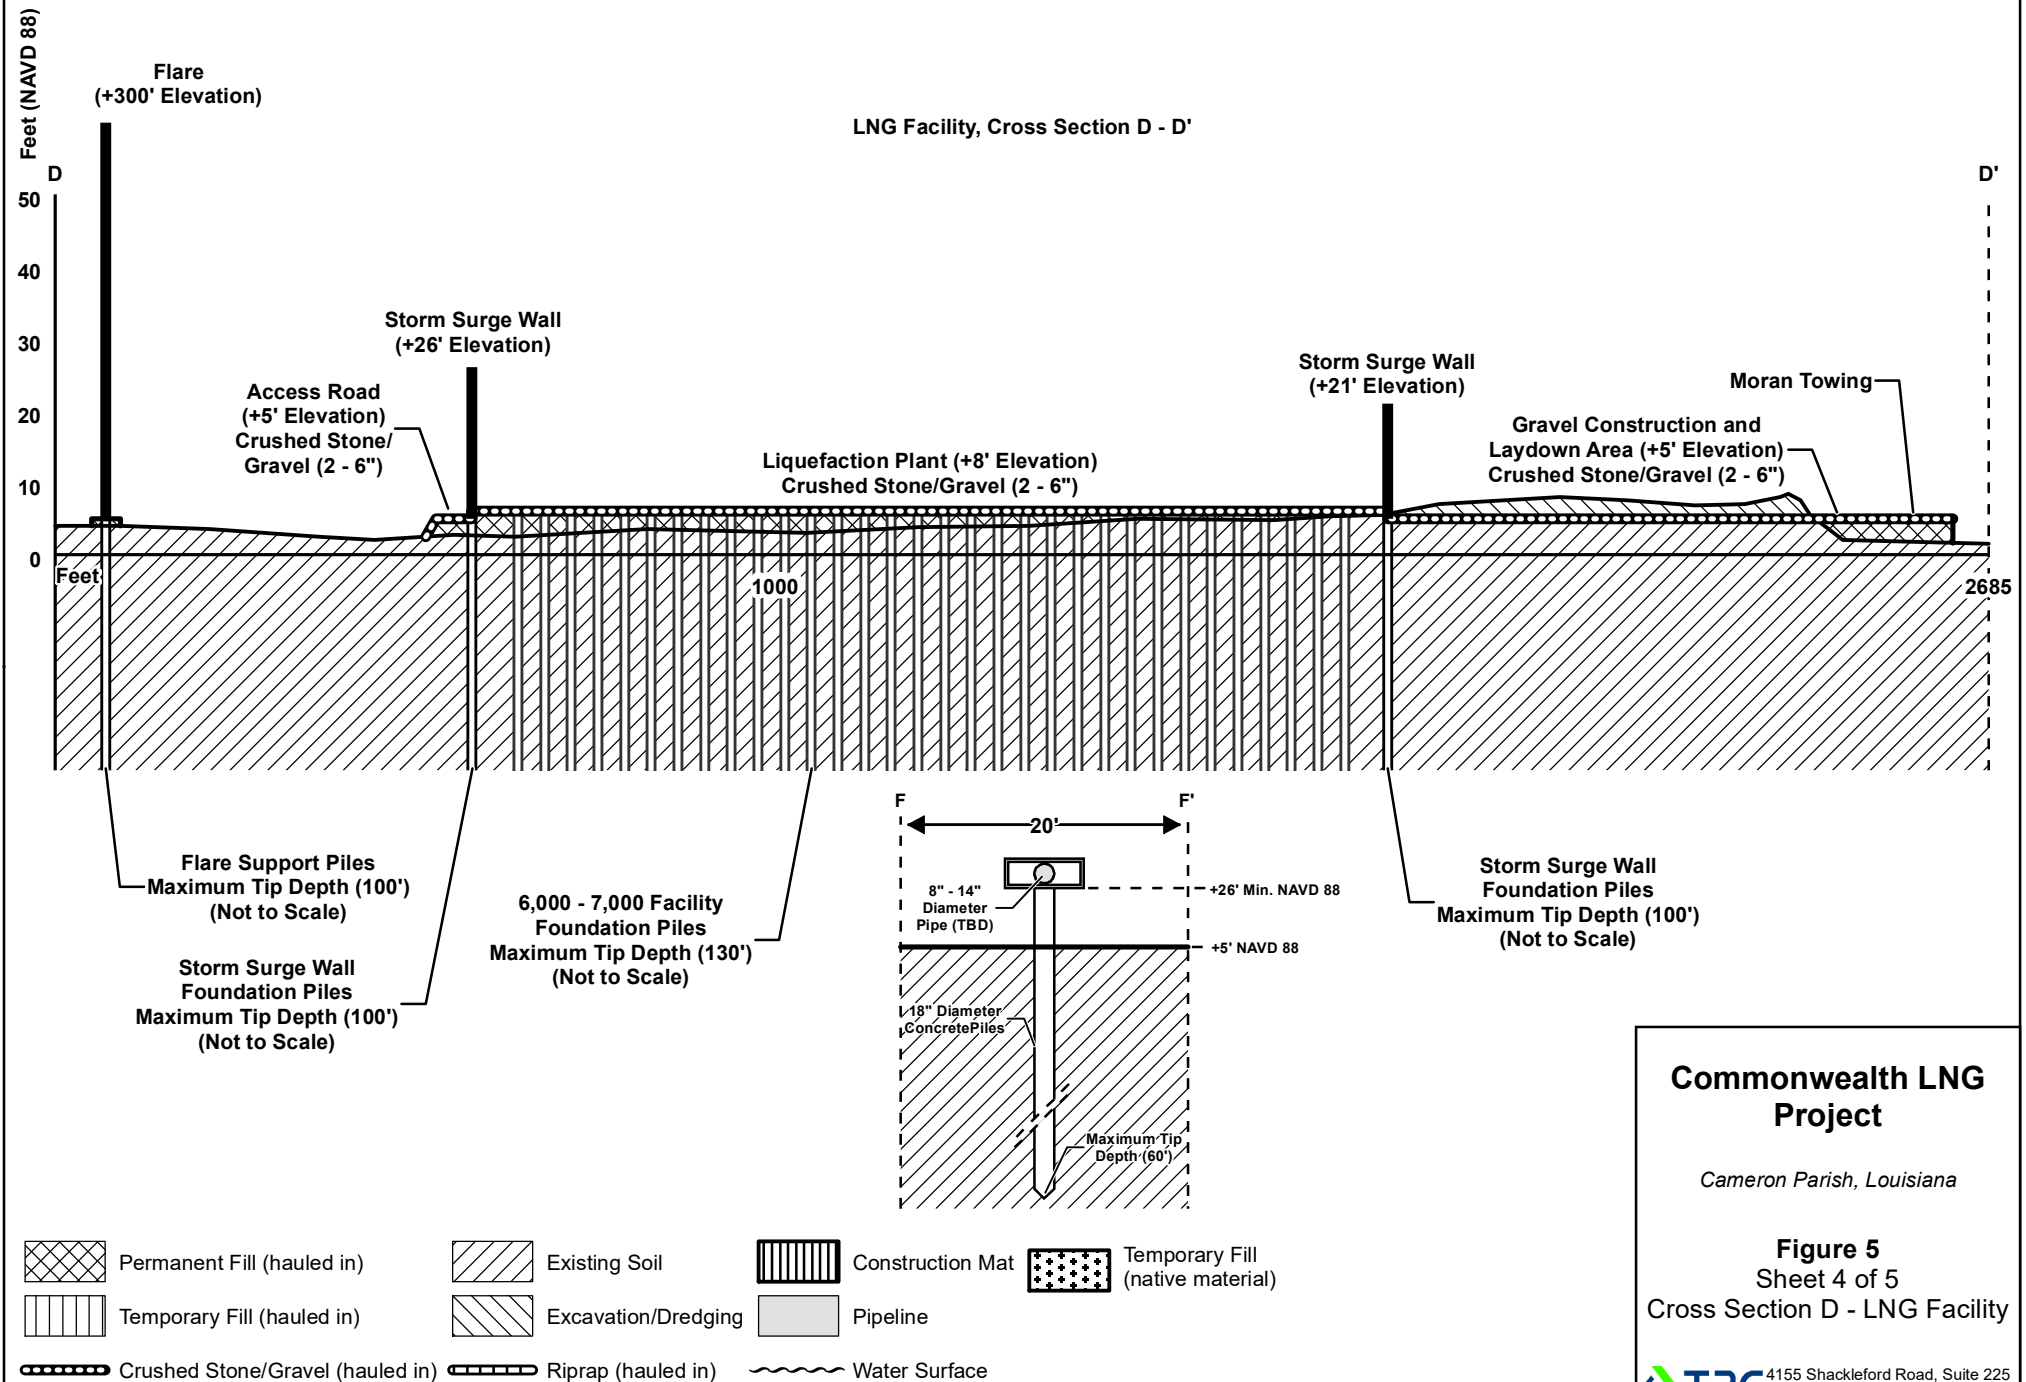 Feet (NAVD 88)
Flare
(+300' Elevation)
LNG Facility, Cross Section D - D'
D
D'
50
40
30
20
10
0
Feet
1000
2685
Storm Surge Wall
(+26' Elevation)
Access Road
(+5' Elevation)
Crushed Stone/
Gravel (2 - 6")
Liquefaction Plant (+8' Elevation)
Crushed Stone/Gravel (2 - 6")
Storm Surge Wall
(+21' Elevation)
Moran Towing
Gravel Construction and
Laydown Area (+5' Elevation)
Crushed Stone/Gravel (2 - 6")
Flare Support Piles
Maximum Tip Depth (100')
(Not to Scale)
Storm Surge Wall
Foundation Piles
Maximum Tip Depth (100')
(Not to Scale)
6,000 - 7,000 Facility
Foundation Piles
Maximum Tip Depth (130')
(Not to Scale)
F
F'
20'
8" - 14"
Diameter
Pipe (TBD)
+26' Min. NAVD 88
+5' NAVD 88
18" Diameter
ConcretePiles
Maximum Tip
Depth (60')
Storm Surge Wall
Foundation Piles
Maximum Tip Depth (100')
(Not to Scale)
Commonwealth LNG
Project
Cameron Parish, Louisiana
Figure 5
Sheet 4 of 5
Cross Section D - LNG Facility
4155 Shackleford Road, Suite 225
Permanent Fill (hauled in)
Existing Soil
Construction Mat
Temporary Fill
(native material)
Temporary Fill (hauled in)
Excavation/Dredging
Pipeline
Crushed Stone/Gravel (hauled in)
Riprap (hauled in)
Water Surface